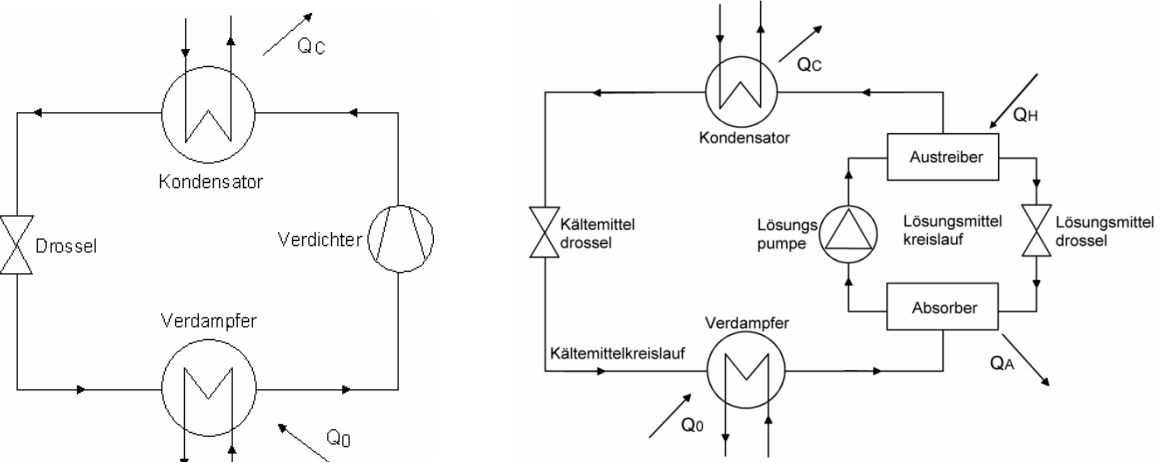 QC
Kondensator
Drossel
Verdichter
Verdampfer
Q0
QC
Kondensator
QH
Austreiber
Kältemittel
drossel
Lösungs
pumpe
Lösungsmittel
kreislauf
Lösungsmittel
drossel
Absorber
Verdampfer
Kältemittelkreislauf
QA
Q0